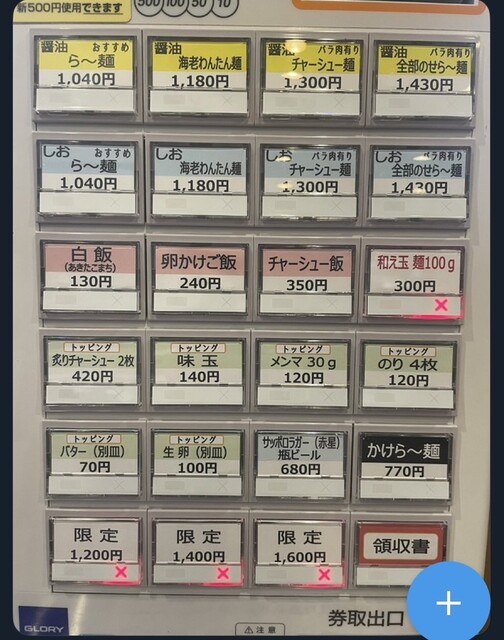 新500円使用できます
500 100 50 10
醤油 おすすめ
ら～麺
1,040円
醤油
海老わんたん麺
1,180円
醤油 バラ肉有り
チャーシュー麺
1,300円
醤油 バラ肉有り
全部のせら～麺
1,430円
しお おすすめ
ら～麺
1,040円
しお
海老わんたん麺
1,180円
しお バラ肉有り
チャーシュー麺
1,300円
しお バラ肉有り
全部のせら～麺
1,430円
白飯
(あきたこまち)
130円
卵かけご飯
240円
チャーシュー飯
350円
和え玉 麺100g
300円
×
トッピング
炙りチャーシュー 2枚
420円
トッピング
味玉
140円
トッピング
メンマ 30g
120円
トッピング
のり 4枚
120円
トッピング
バター（別皿）
70円
トッピング
生卵（別皿）
100円
サッポロラガー（赤星）
瓶ビール
680円
かけら～麺
770円
限定
1,200円
×
限定
1,400円
×
限定
1,600円
×
領収書
GLORY
注意
券取出口